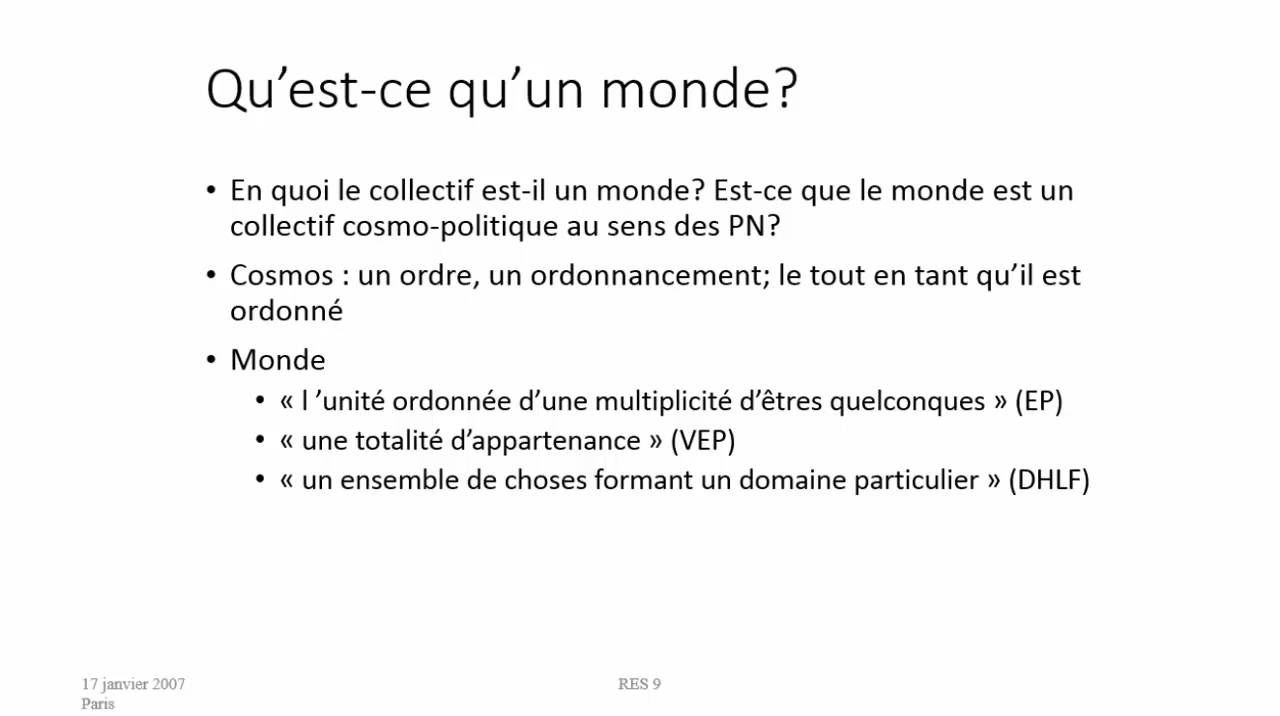 Qu’est-ce qu’un monde?
• En quoi le collectif est-il un monde? Est-ce que le monde est un
collectif cosmo-politique au sens des PN?
• Cosmos : un ordre, un ordonnancement; le tout en tant qu’il est
ordonné
• Monde
• « l ’unité ordonnée d’une multiplicité d’êtres quelconques » (EP)
• « une totalité d’appartenance » (VEP)
• « un ensemble de choses formant un domaine particulier » (DHLF)
17 janvier 2007
Paris
RES 9